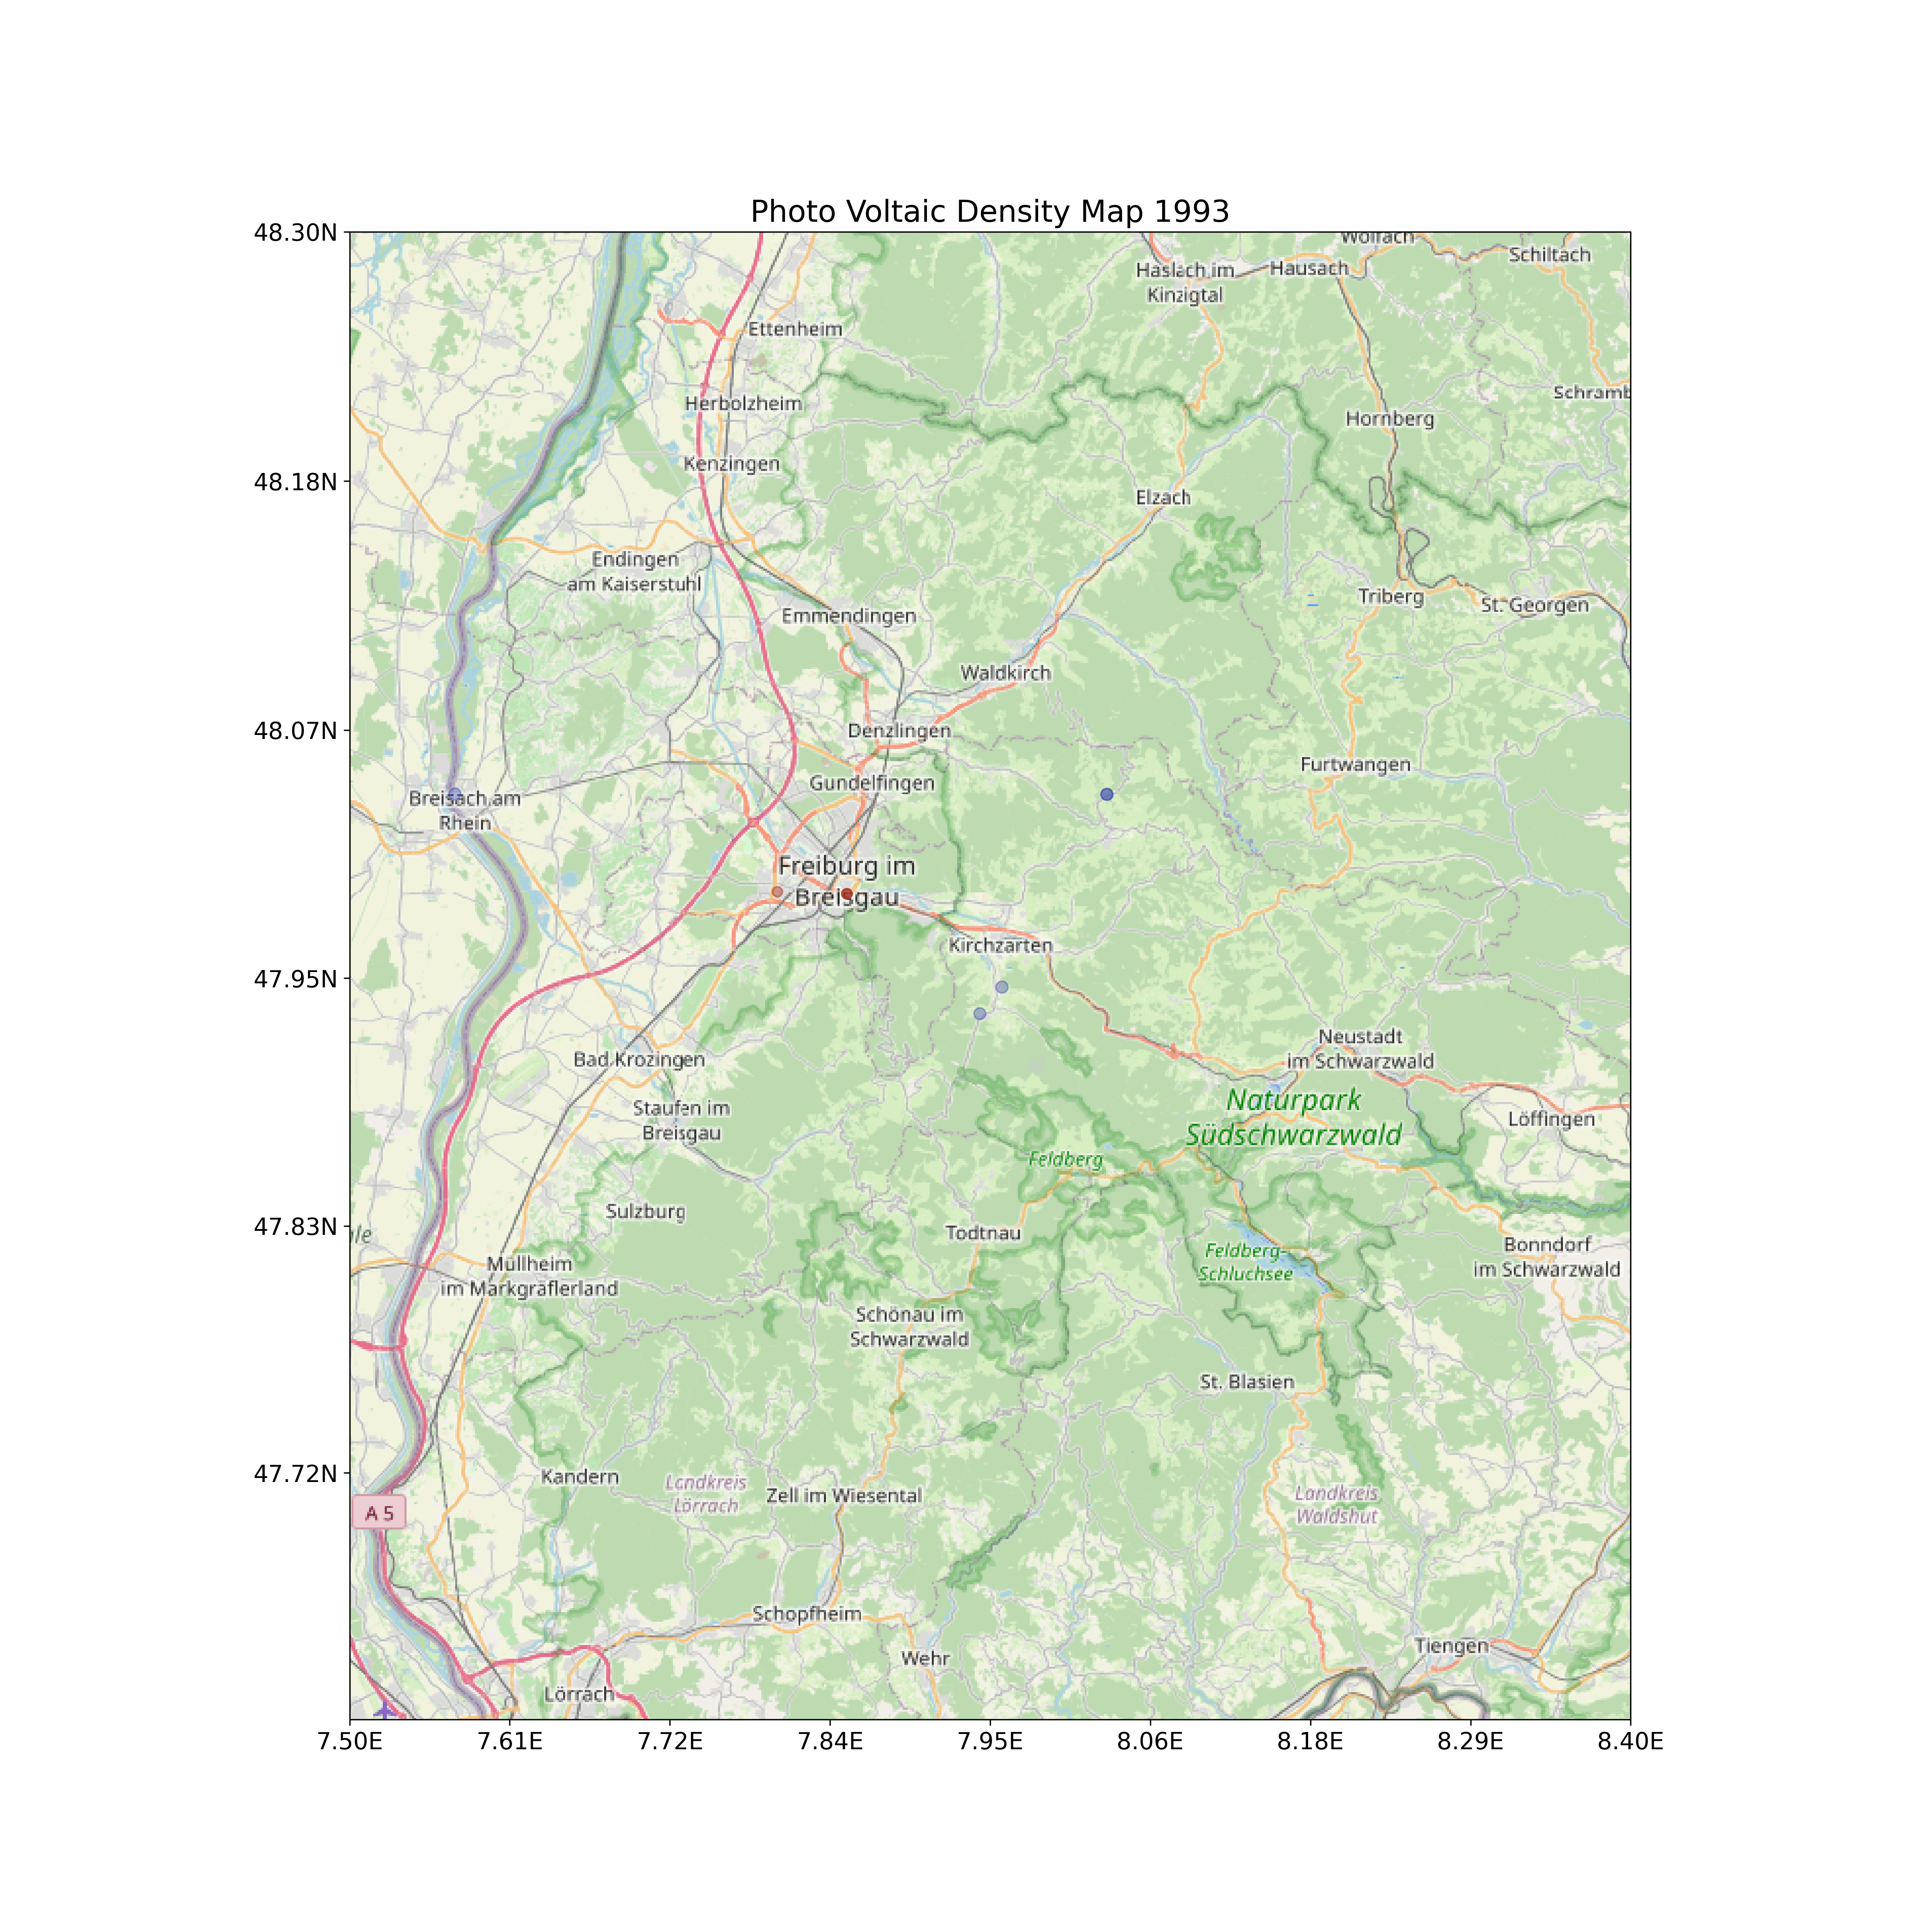 Photo Voltaic Density Map 1993
48.30N
Wolfach
Schiltach
Haslach im
Kinzigtal
Hausach
Ettenheim
Schramb
Herbolzheim
Hornberg
Kenzingen
48.18N
Elzach
Endingen
am Kaiserstuhl
Triberg
St. Georgen
Emmendingen
Waldkirch
48.07N
Denzlingen
Furtwangen
Gundelfingen
Breisach am
Rhein
Freiburg im
Breisgau
Kirchzarten
47.95N
Neustadt
im Schwarzwald
Bad Krozingen
Naturpark
Südschwarzwald
Staufen im
Breisgau
Löffingen
Feldberg
Sulzburg
47.83N
le
Todtnau
Bonndorf
im Schwarzwald
Feldberg-
Schluchsee
Müllheim
im Markgräflerland
Schönau im
Schwarzwald
St. Blasien
47.72N
Kandern
Landkreis
Lörrach
Zell im Wiesental
Landkreis
Waldshut
A 5
Schopfheim
Tiengen
Wehr
Lörrach
7.50E
7.61E
7.72E
7.84E
7.95E
8.06E
8.18E
8.29E
8.40E